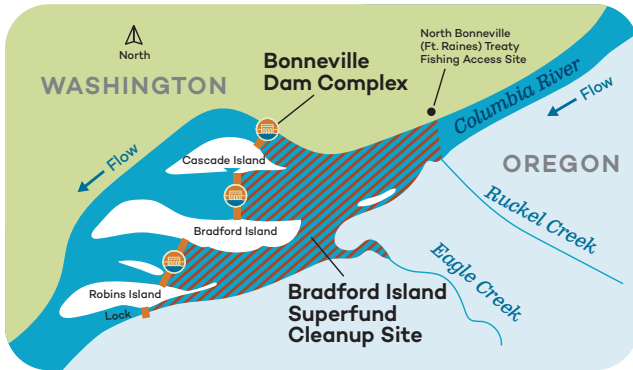 North
WASHINGTON
Bonneville
Dam Complex
North Bonneville
(Ft. Raines) Treaty
Fishing Access Site
Columbia River
Flow
OREGON
Flow
Cascade Island
Ruckel Creek
Bradford Island
Eagle Creek
Robins Island
Lock
Bradford Island
Superfund
Cleanup Site